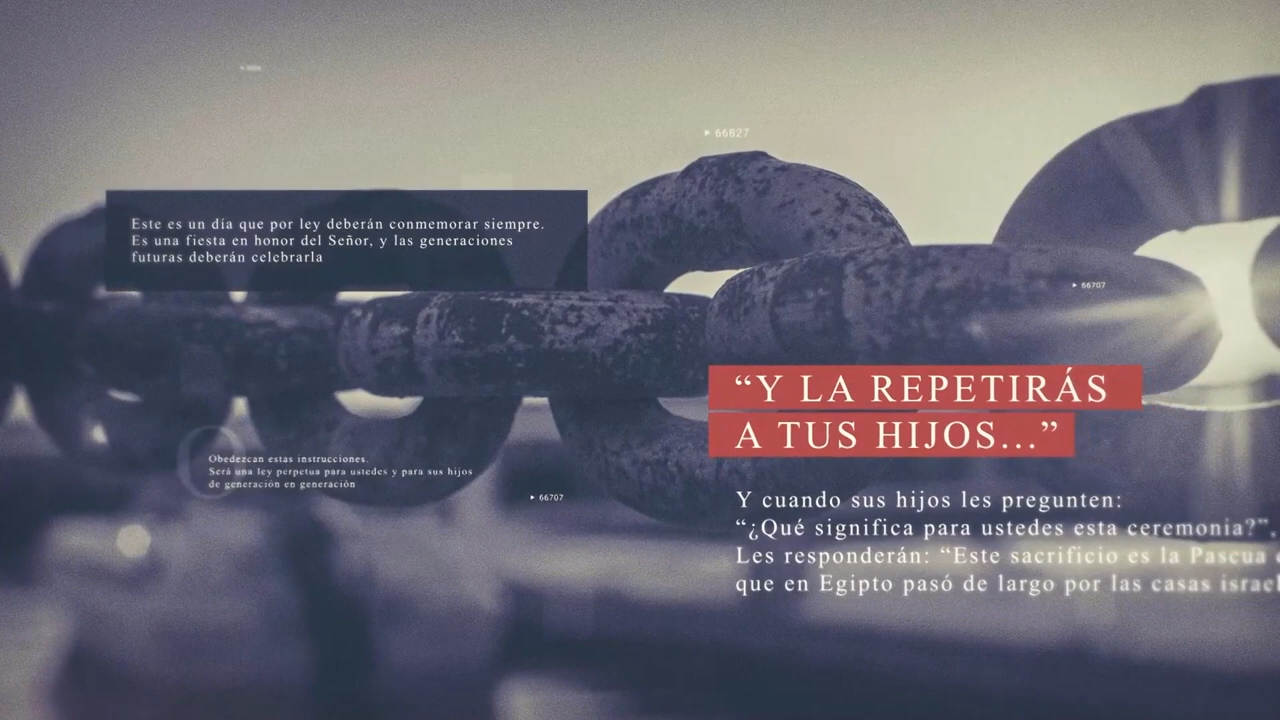 66827
Este es un día que por ley deberán conmemorar siempre.
Es una fiesta en honor del Señor, y las generaciones
futuras deberán celebrarla
66707
“Y LA REPETIRÁS
A TUS HIJOS...”
Obedezcan estas instrucciones.
Será una ley perpetua para ustedes y para sus hijos
de generación en generación
66707
Y cuando sus hijos les pregunten:
“¿Qué significa para ustedes esta ceremonia?”,
Les responderán: “Este sacrificio es la Pascua
que en Egipto pasó de largo por las casas